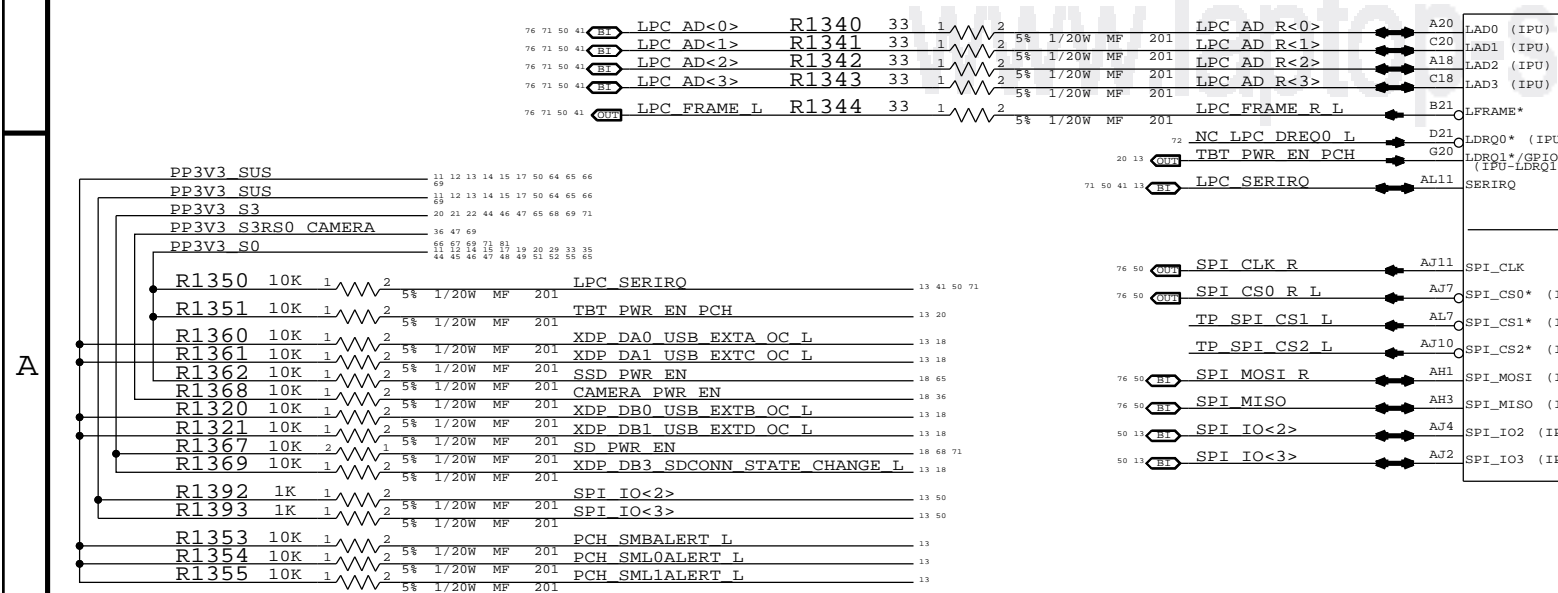 www.laptop-s
76 71 50 41 BI LPC_AD<0> R1340 33 1 2 5% 1/20W MF 201 LPC_AD_R<0> A20 LAD0 (IPU)
76 71 50 41 BI LPC_AD<1> R1341 33 1 2 5% 1/20W MF 201 LPC_AD_R<1> C20 LAD1 (IPU)
76 71 50 41 BI LPC_AD<2> R1342 33 1 2 5% 1/20W MF 201 LPC_AD_R<2> A18 LAD2 (IPU)
76 71 50 41 BI LPC_AD<3> R1343 33 1 2 5% 1/20W MF 201 LPC_AD_R<3> C18 LAD3 (IPU)
76 71 50 41 OUT LPC_FRAME_L R1344 33 1 2 5% 1/20W MF 201 LPC_FRAME_R_L B21 LFRAME*
72 NC_LPC_DREQ0_L D21 LDRQ0* (IPU
20 13 OUT TBT_PWR_EN_PCH G20 LDRQ1*/GPIO
(IPU-LDRQ1
71 50 41 13 BI LPC_SERIRQ AL11 SERIRQ
PP3V3_SUS 11 12 13 14 15 17 50 64 65 66
69
PP3V3_SUS 11 12 13 14 15 17 50 64 65 66
69
PP3V3_S3 20 21 22 44 46 47 65 68 69 71
PP3V3_S3RS0_CAMERA 36 47 69
66 67 69 71 81
PP3V3_S0 11 12 14 15 17 19 20 29 33 35
44 45 46 47 48 49 51 52 55 65
A
R1350 10K 1 2 5% 1/20W MF 201 LPC_SERIRQ 13 41 50 71
R1351 10K 1 2 5% 1/20W MF 201 TBT_PWR_EN_PCH 13 20
R1360 10K 1 2 5% 1/20W MF 201 XDP_DA0_USB_EXTA_OC_L 13 18
R1361 10K 1 2 5% 1/20W MF 201 XDP_DA1_USB_EXTC_OC_L 13 18
R1362 10K 1 2 5% 1/20W MF 201 SSD_PWR_EN 18 65
R1368 10K 1 2 5% 1/20W MF 201 CAMERA_PWR_EN 18 36
R1320 10K 1 2 5% 1/20W MF 201 XDP_DB0_USB_EXTB_OC_L 13 18
R1321 10K 1 2 5% 1/20W MF 201 XDP_DB1_USB_EXTD_OC_L 13 18
R1367 10K 2 1 5% 1/20W MF 201 SD_PWR_EN 18 68 71
R1369 10K 1 2 5% 1/20W MF 201 XDP_DB3_SDCONN_STATE_CHANGE_L 13 18
R1392 1K 1 2 5% 1/20W MF 201 SPI_IO<2> 13 50
R1393 1K 1 2 5% 1/20W MF 201 SPI_IO<3> 13 50
R1353 10K 1 2 5% 1/20W MF 201 PCH_SMBALERT_L 13
R1354 10K 1 2 5% 1/20W MF 201 PCH_SML0ALERT_L 13
R1355 10K 1 2 5% 1/20W MF 201 PCH_SML1ALERT_L 13
76 50 OUT SPI_CLK_R AJ11 SPI_CLK
76 50 OUT SPI_CS0_R_L AJ7 SPI_CS0* (I
TP_SPI_CS1_L AL7 SPI_CS1* (I
TP_SPI_CS2_L AJ10 SPI_CS2* (I
76 50 BI SPI_MOSI_R AH1 SPI_MOSI (I
76 50 BI SPI_MISO AH3 SPI_MISO (I
50 13 BI SPI_IO<2> AJ4 SPI_IO2 (IP
50 13 BI SPI_IO<3> AJ2 SPI_IO3 (IP